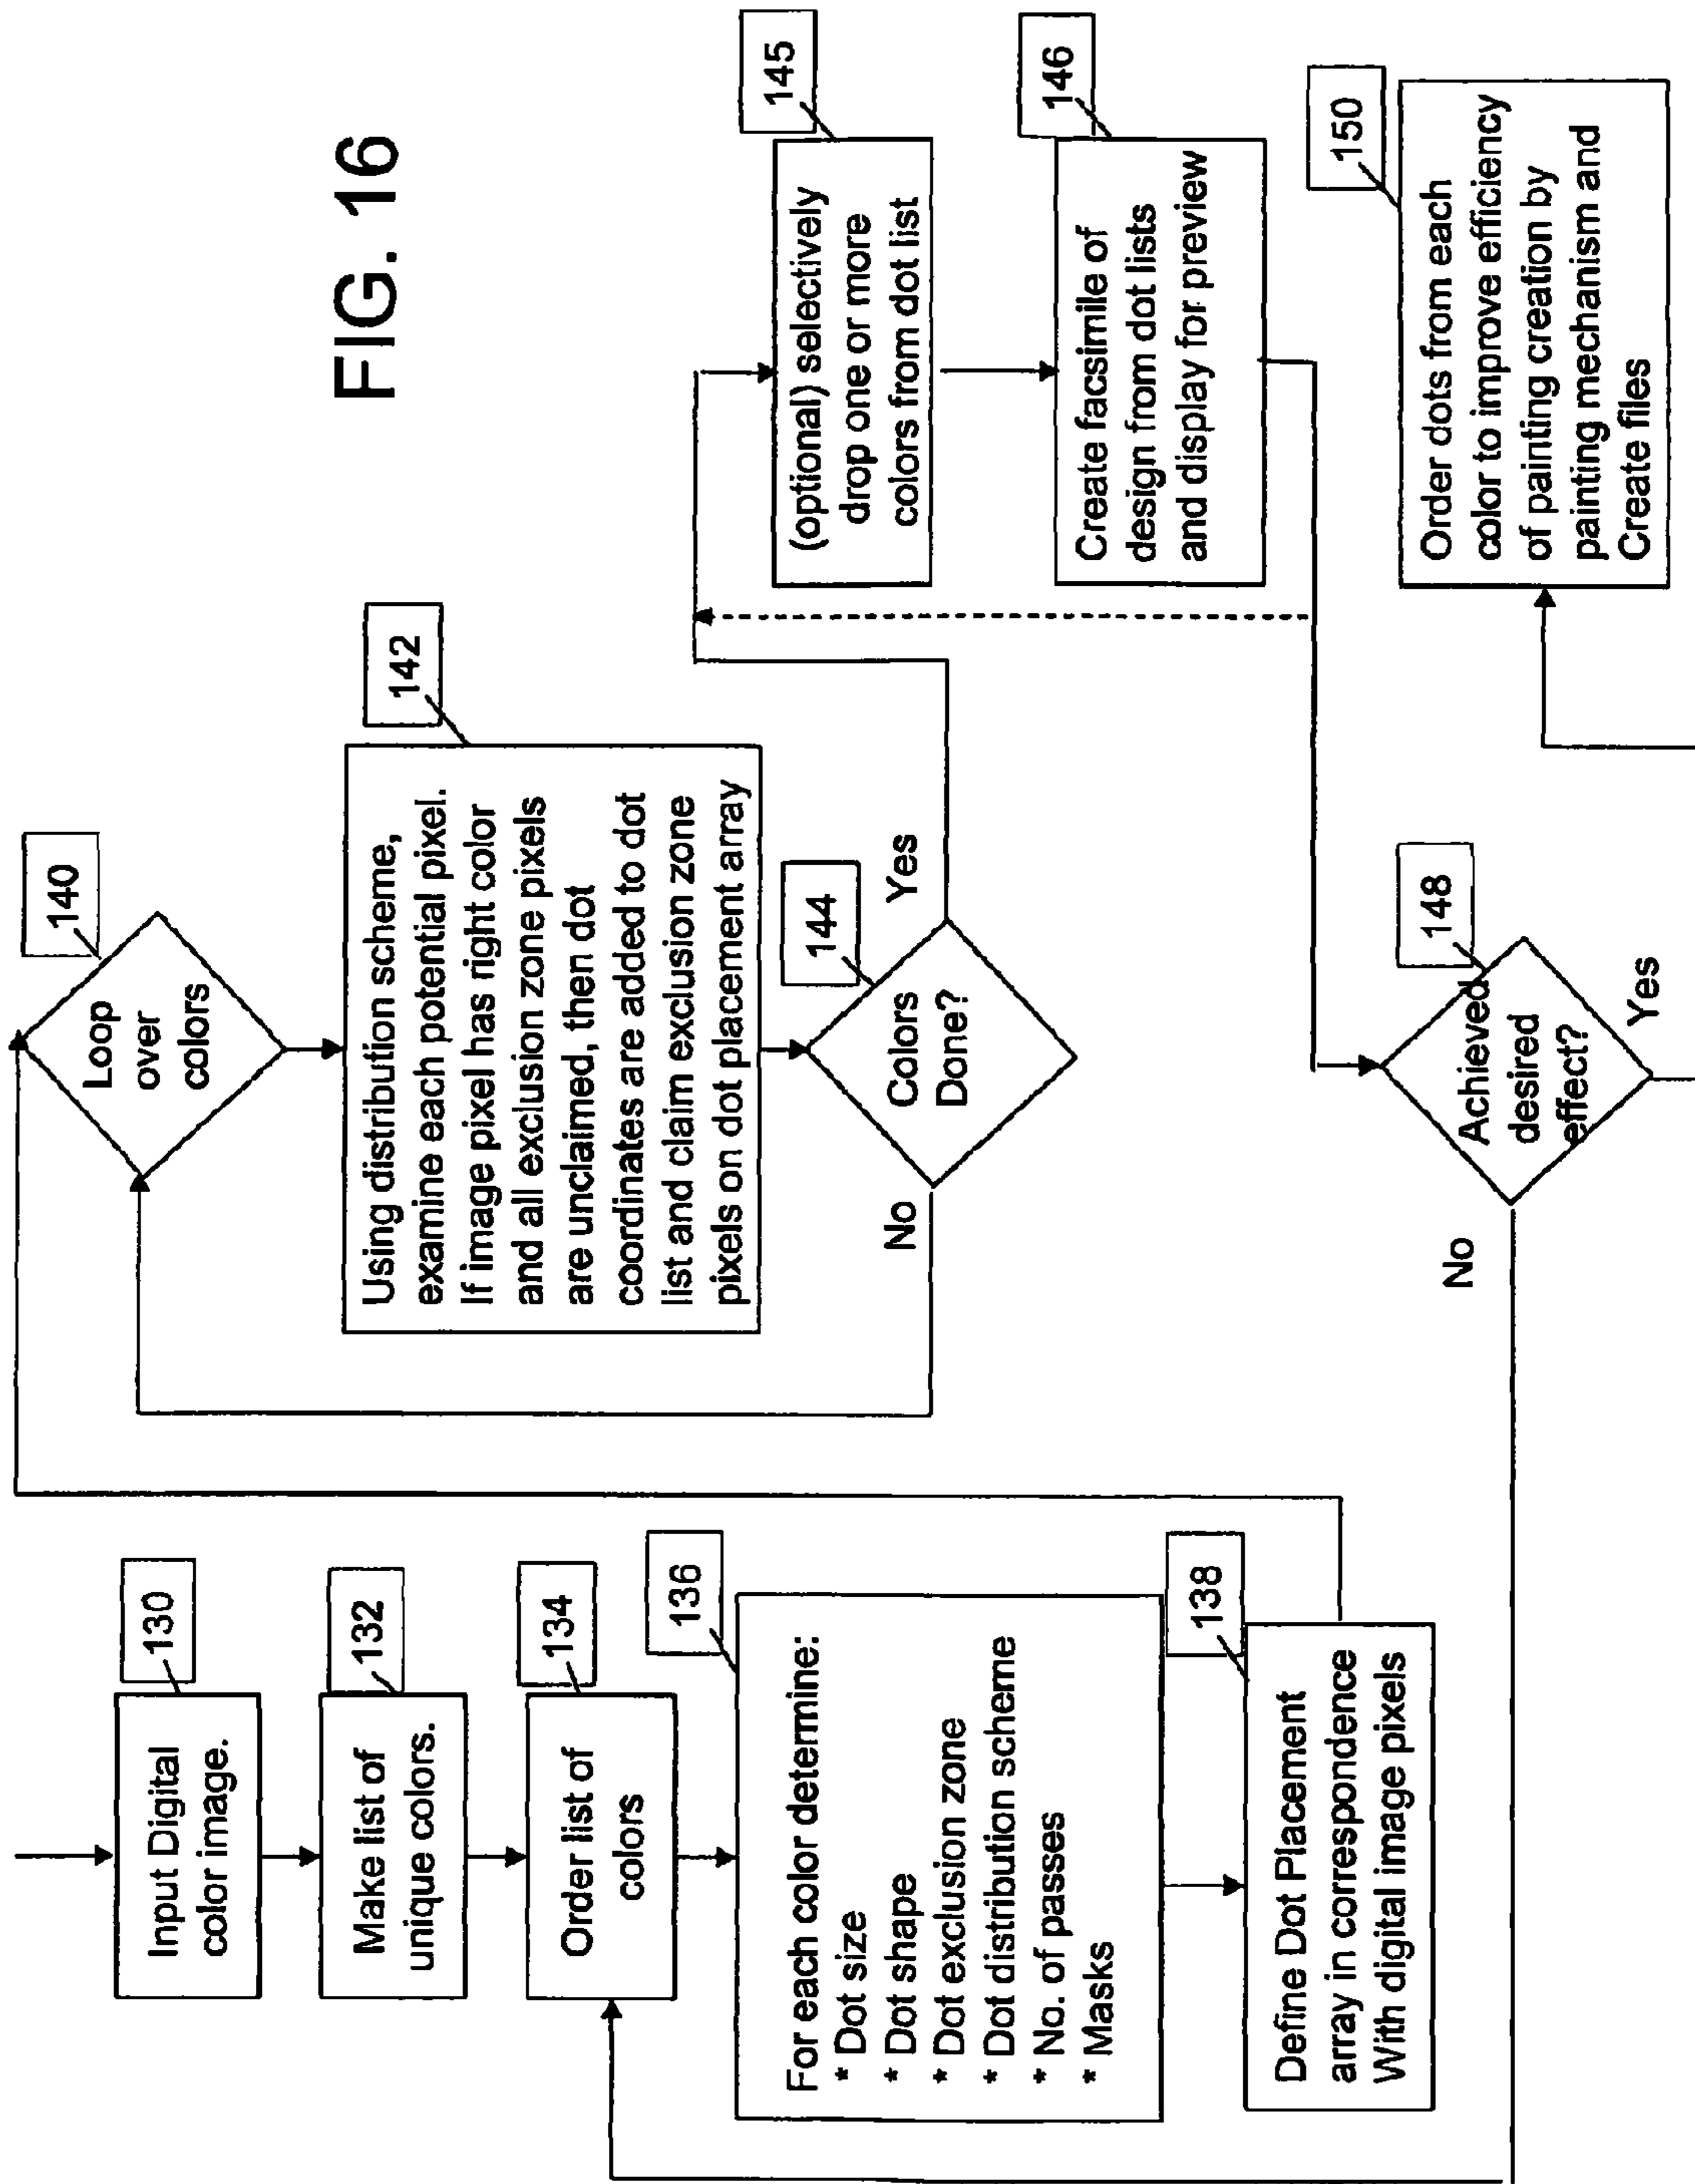 FIG. 16
130
Input Digital
color image.
132
Make list of
unique colors.
134
Order list of
colors
136
For each color determine:
* Dot size
* Dot shape
* Dot exclusion zone
* Dot distribution scheme
* No. of passes
* Masks
138
Define Dot Placement
array in correspondence
With digital image pixels
140
Loop
over
colors
142
Using distribution scheme,
examine each potential pixel.
If image pixel has right color
and all exclusion zone pixels
are unclaimed, then dot
coordinates are added to dot
list and claim exclusion zone
pixels on dot placement array
144
Colors
Done?
No
Yes
145
(optional) selectively
drop one or more
colors from dot list
146
Create facsimile of
design from dot lists
and display for preview
148
Achieved
desired
effect?
No
Yes
150
Order dots from each
color to improve efficiency
of painting creation by
painting mechanism and
Create files